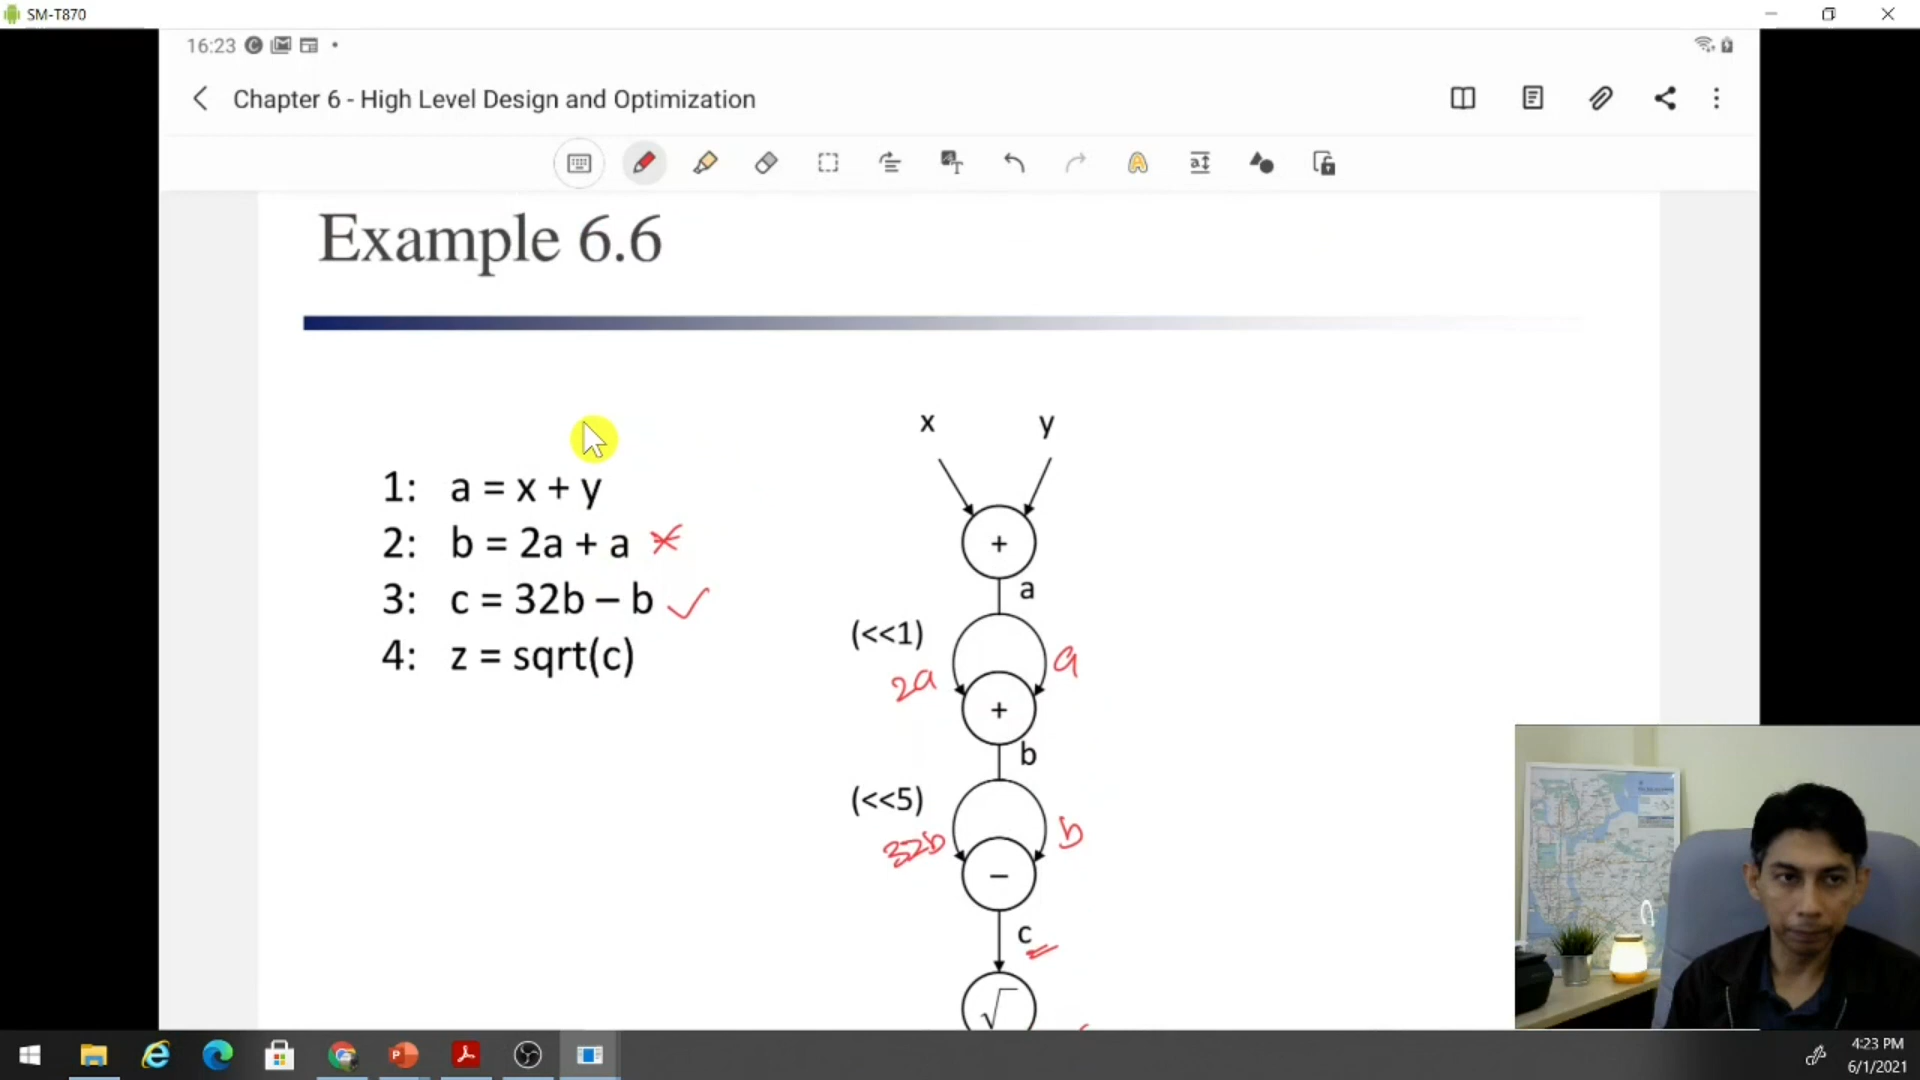 SM-T870
16:23
Chapter 6 - High Level Design and Optimization
Example 6.6
1: a = x + y
2: b = 2a + a
3: c = 32b – b
4: z = sqrt(c)
x y
+
a
(<<1)
2a a
+
b
(<<5)
32b b
–
c
√
4:23 PM
6/1/2021